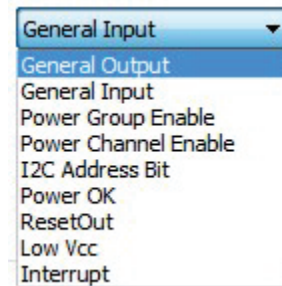 General Input
General Output
General Input
Power Group Enable
Power Channel Enable
I2C Address Bit
Power OK
ResetOut
Low Vcc
Interrupt